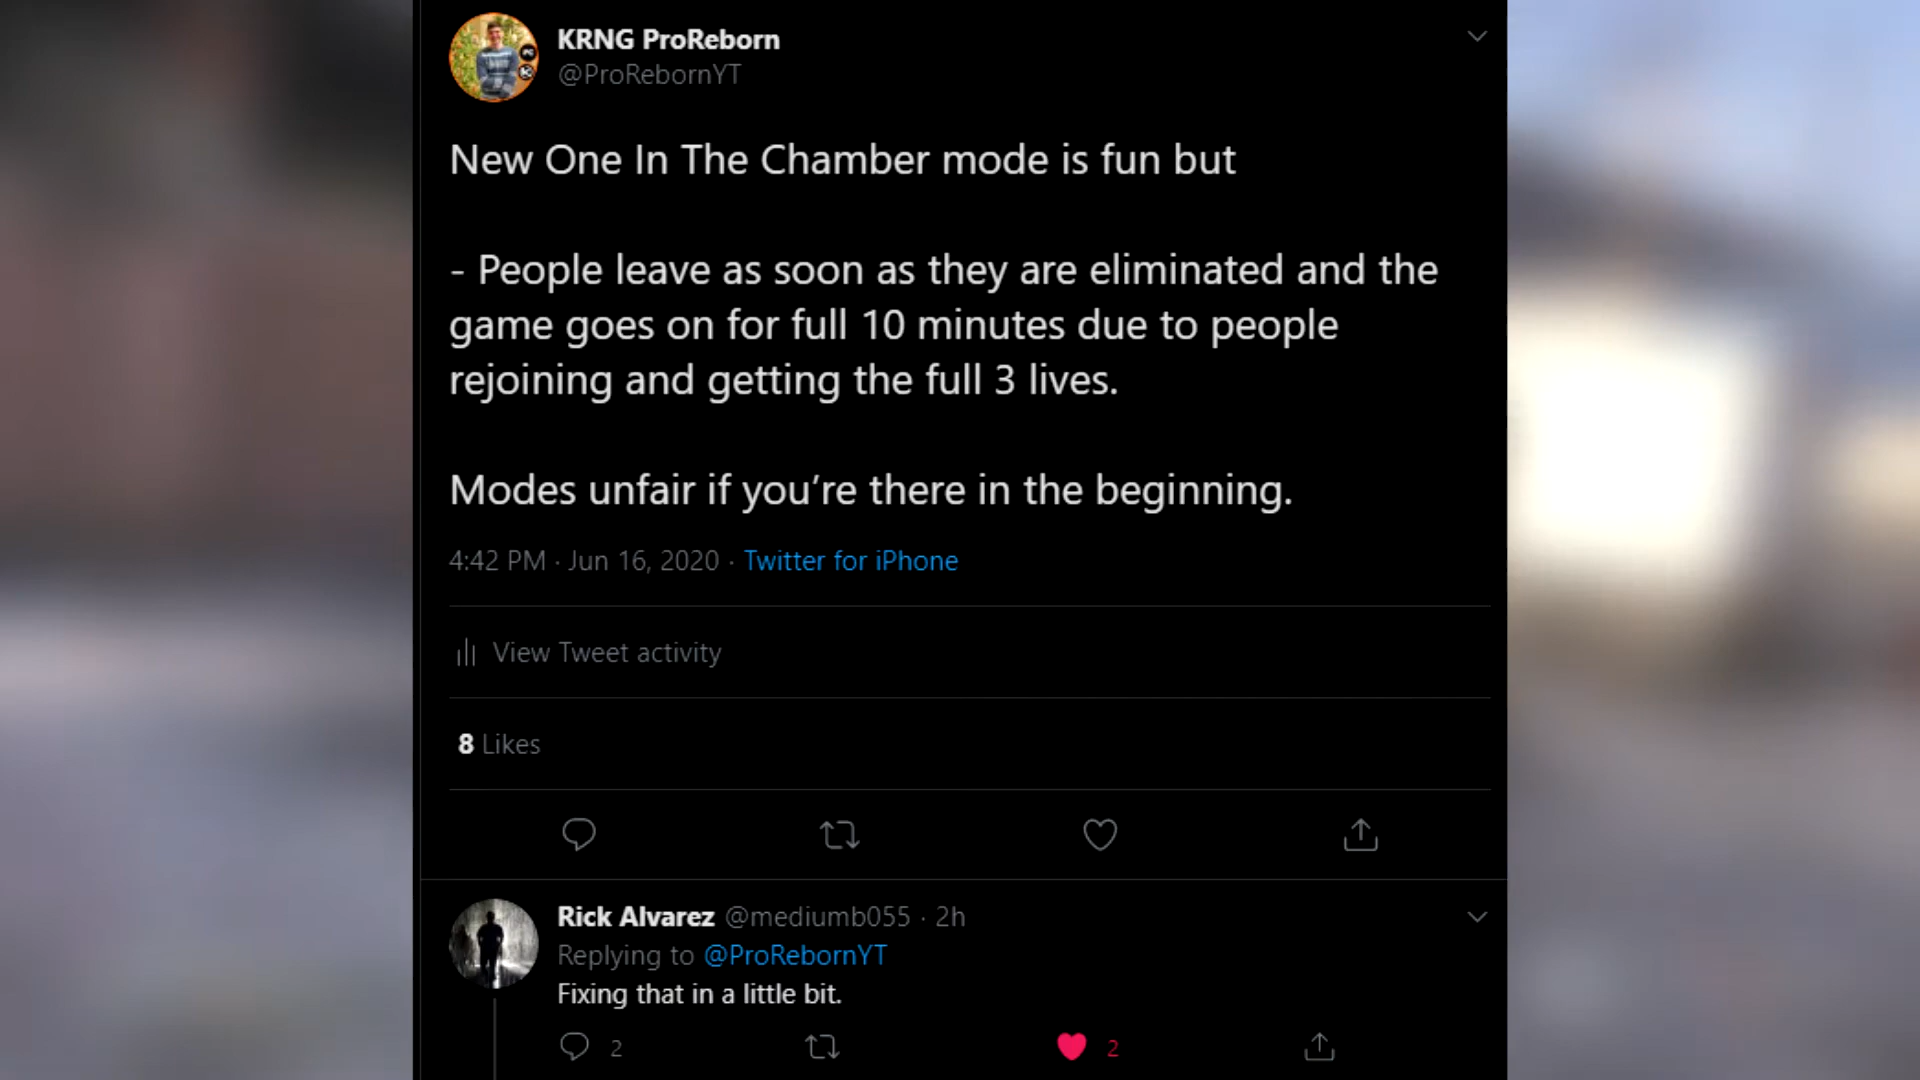 KRNG ProReborn
@ProRebornYT
New One In The Chamber mode is fun but
- People leave as soon as they are eliminated and the
game goes on for full 10 minutes due to people
rejoining and getting the full 3 lives.
Modes unfair if you’re there in the beginning.
4:42 PM · Jun 16, 2020 · Twitter for iPhone
View Tweet activity
8 Likes
Rick Alvarez @mediumb055 · 2h
Replying to @ProRebornYT
Fixing that in a little bit.
2 2